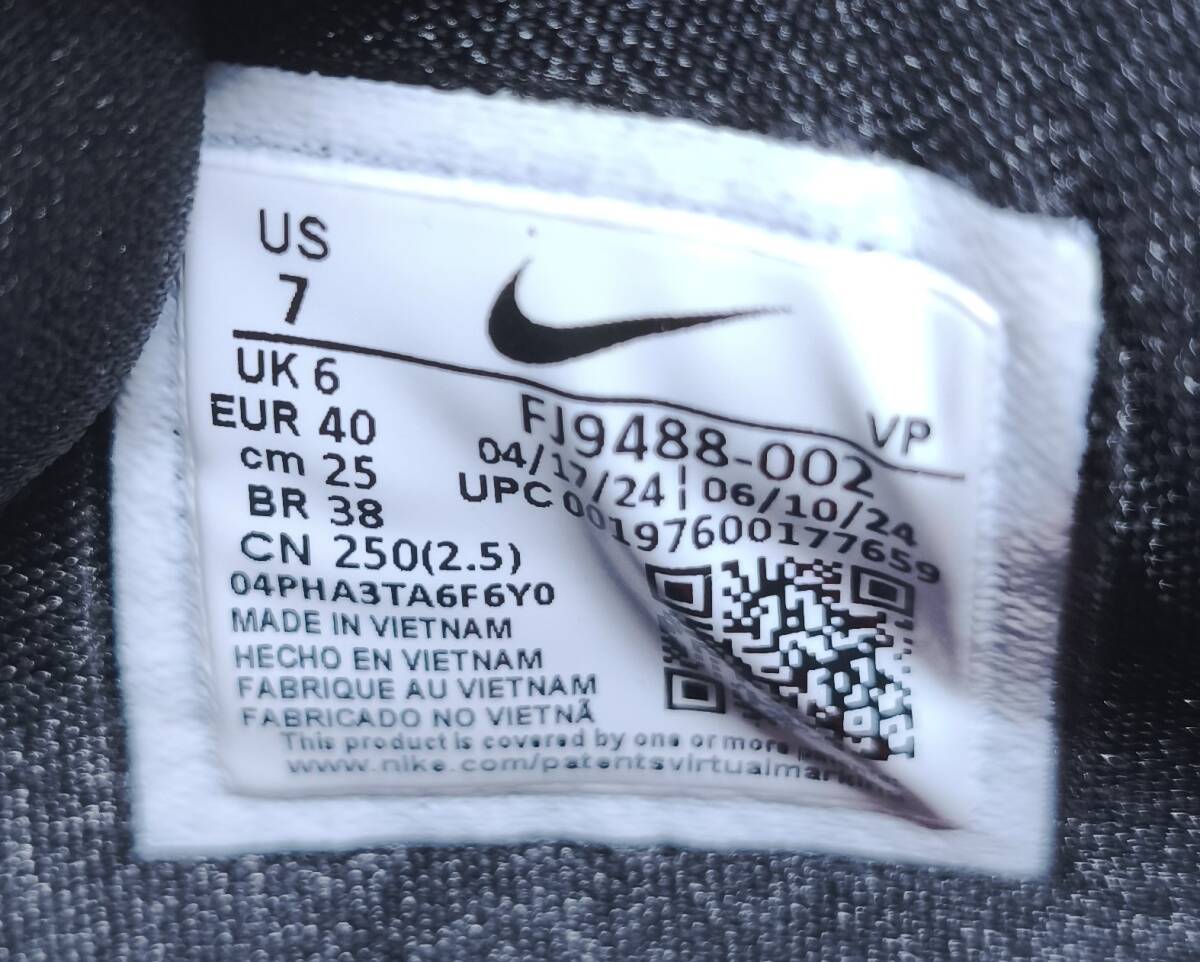 US
7
UK 6
EUR 40
cm 25
BR 38
CN 250(2.5)
04PHA3TA6F6Y0
MADE IN VIETNAM
HECHO EN VIETNAM
FABRIQUE AU VIETNAM
FABRICADO NO VIETNÃ
This product is covered by one or more
www.nike.com/patentsvirtualmarking
VP
FJ9488-002
04/17/24 | 06/10/24
UPC 00197600177659